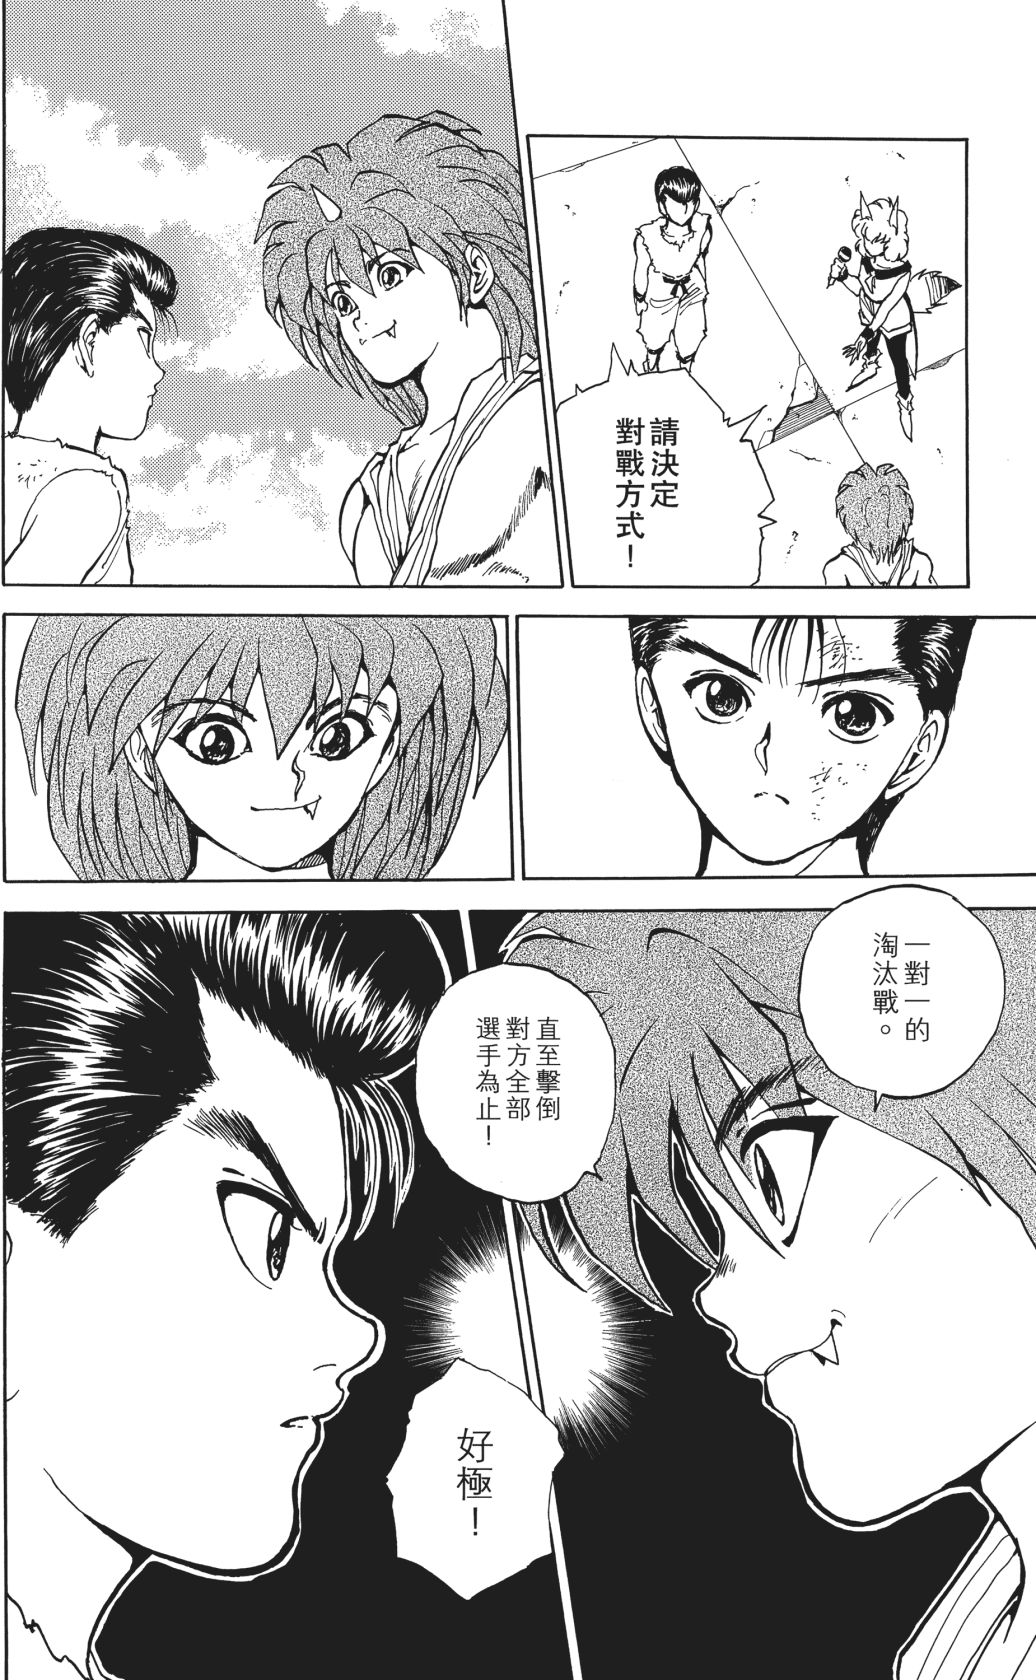 請決定
對戰方式！
一對一的
淘汰戰。
直至擊倒
對方全部
選手為止！
好極！